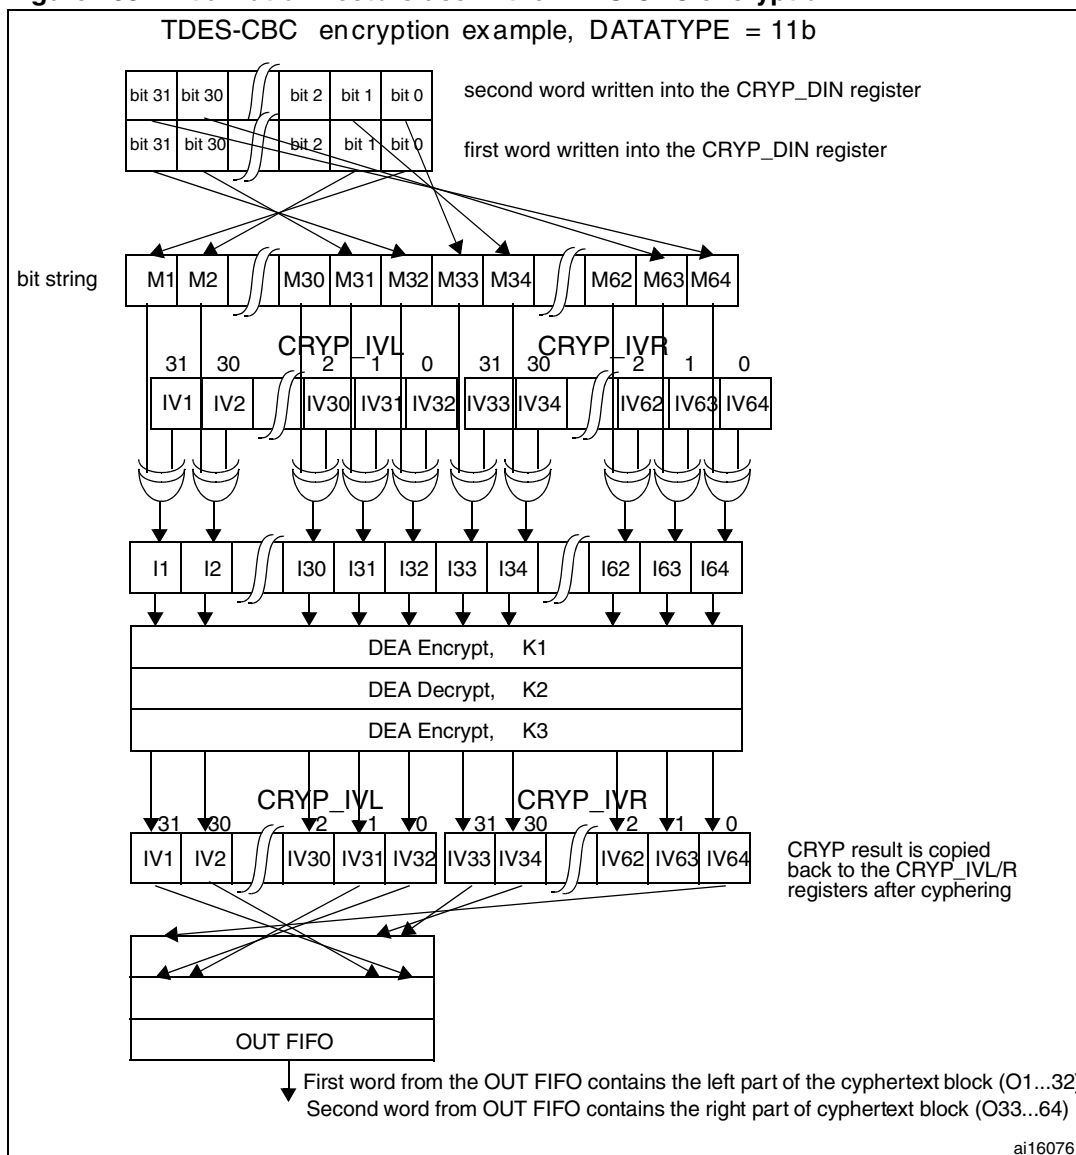 TDES-CBC encryption example, DATATYPE = 11b
bit 31 bit 30 bit 2 bit 1 bit 0 second word written into the CRYP_DIN register
bit 31 bit 30 bit 2 bit 1 bit 0 first word written into the CRYP_DIN register
bit string M1 M2 M30 M31 M32 M33 M34 M62 M63 M64
CRYP_IVL CRYP_IVR
31 30 2 1 0 31 30 2 1 0
IV1 IV2 IV30 IV31 IV32 IV33 IV34 IV62 IV63 IV64
I1 I2 I30 I31 I32 I33 I34 I62 I63 I64
DEA Encrypt, K1
DEA Decrypt, K2
DEA Encrypt, K3
CRYP_IVL CRYP_IVR
31 30 2 1 0 31 30 2 1 0
IV1 IV2 IV30 IV31 IV32 IV33 IV34 IV62 IV63 IV64
CRYP result is copied
back to the CRYP_IVL/R
registers after cyphering
OUT FIFO
First word from the OUT FIFO contains the left part of the cyphertext block (O1...32)
Second word from OUT FIFO contains the right part of cyphertext block (O33...64)
ai16076